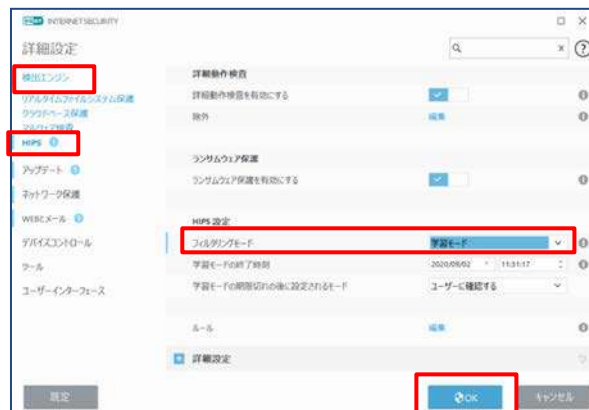 eset INTERNET SECURITY
詳細設定
検出エンジン
リアルタイムファイルシステム保護
クラウドベース保護
マルウェア検査
HIPS
アップデート
ネットワーク保護
WEBとメール
デバイスコントロール
ツール
ユーザーインターフェース
詳細動作検査
詳細動作検査を有効にする
除外 編集
ランサムウェア保護
ランサムウェア保護を有効にする
HIPS 設定
フィルタリングモード 学習モード
学習モードの終了時刻 2020/09/02 11:31:17
学習モードの期限切れの後に設定されるモード ユーザーに確認する
ルール 編集
詳細設定
既定 OK キャンセル